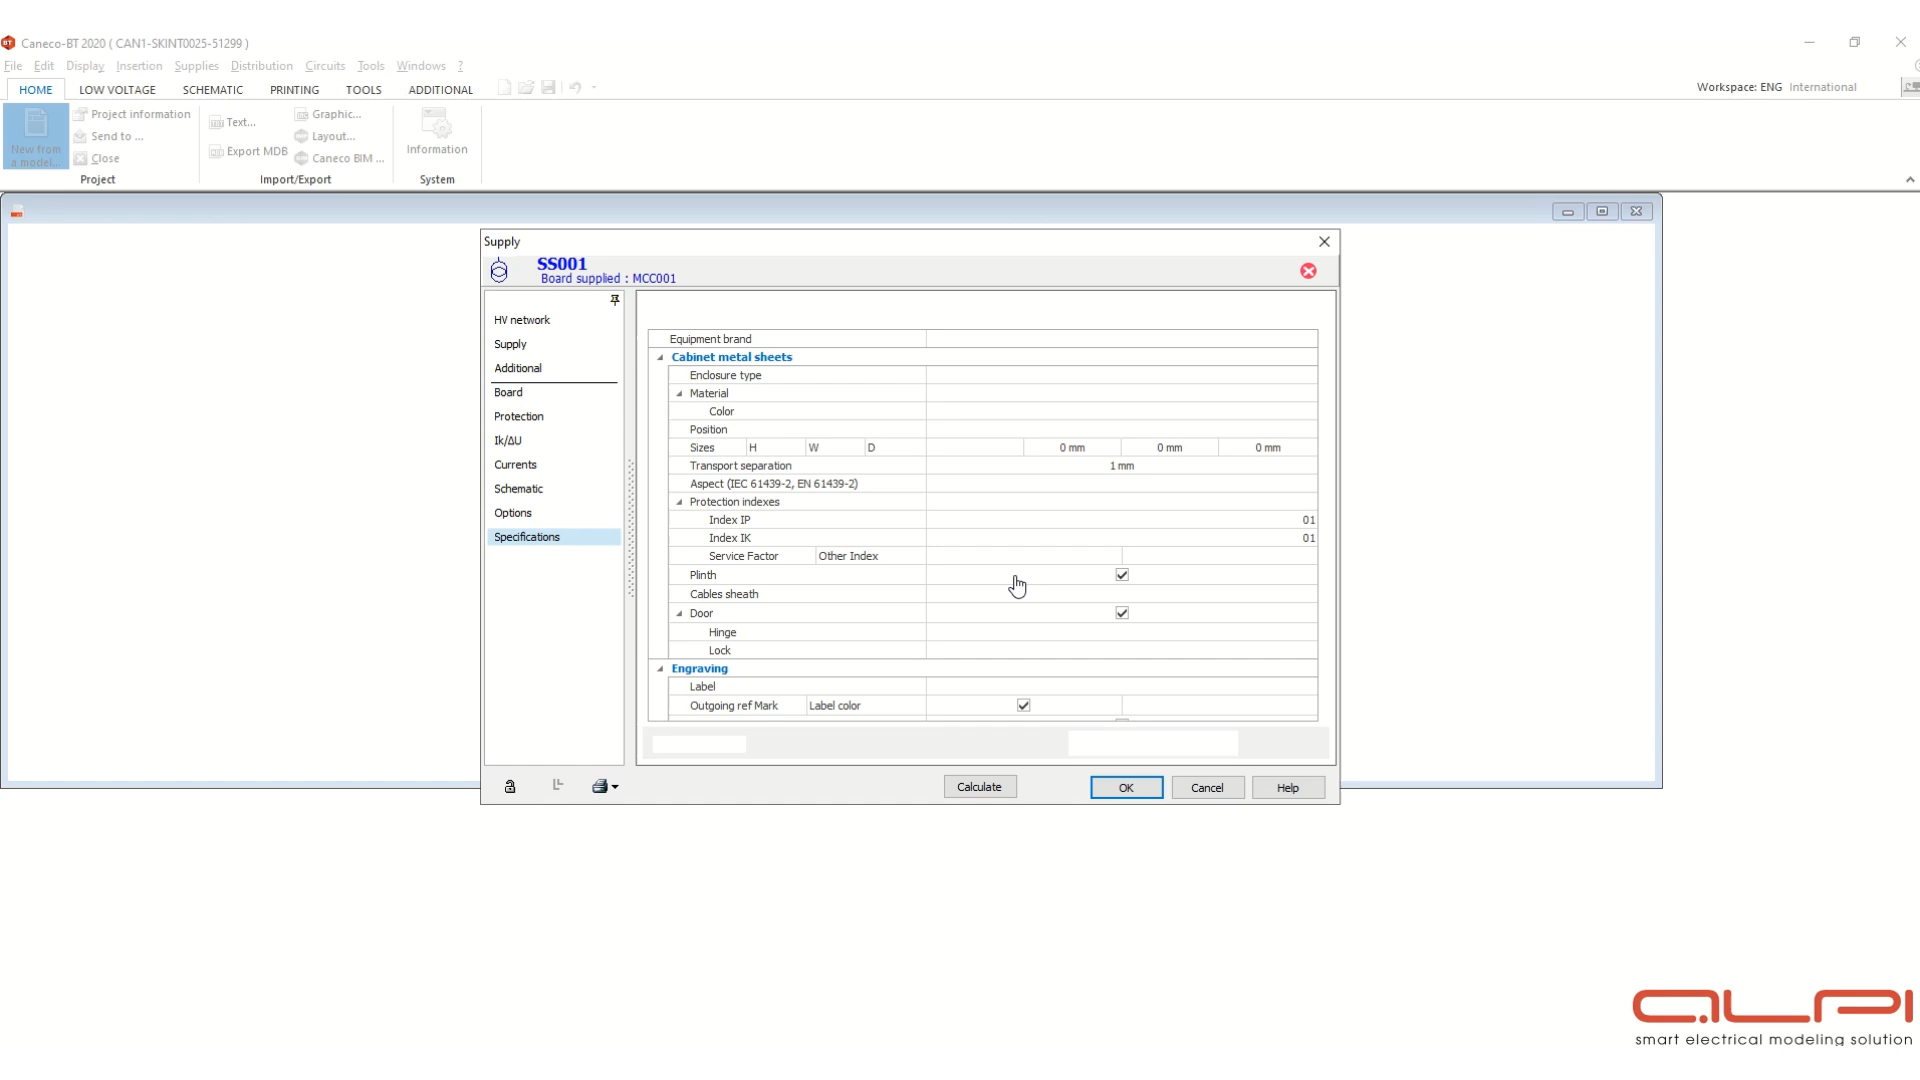 BT Caneco-BT 2020 ( CAN1-SKINT0025-51299 )
File Edit Display Insertion Supplies Distribution Circuits Tools Windows ?
HOME LOW VOLTAGE SCHEMATIC PRINTING TOOLS ADDITIONAL
Workspace: ENG International
New from a model...
Project information
Send to ...
Close
Project
Text...
Export MDB
Graphic...
Layout...
Caneco BIM ...
Import/Export
Information
System
Supply
SS001
Board supplied : MCC001
HV network
Supply
Additional
Board
Protection
Ik/ΔU
Currents
Schematic
Options
Specifications
Equipment brand
Cabinet metal sheets
Enclosure type
Material
Color
Position
Sizes H W D 0 mm 0 mm 0 mm
Transport separation 1 mm
Aspect (IEC 61439-2, EN 61439-2)
Protection indexes
Index IP 01
Index IK 01
Service Factor Other Index
Plinth
Cables sheath
Door
Hinge
Lock
Engraving
Label
Outgoing ref Mark Label color
Calculate OK Cancel Help
ALPI
smart electrical modeling solution